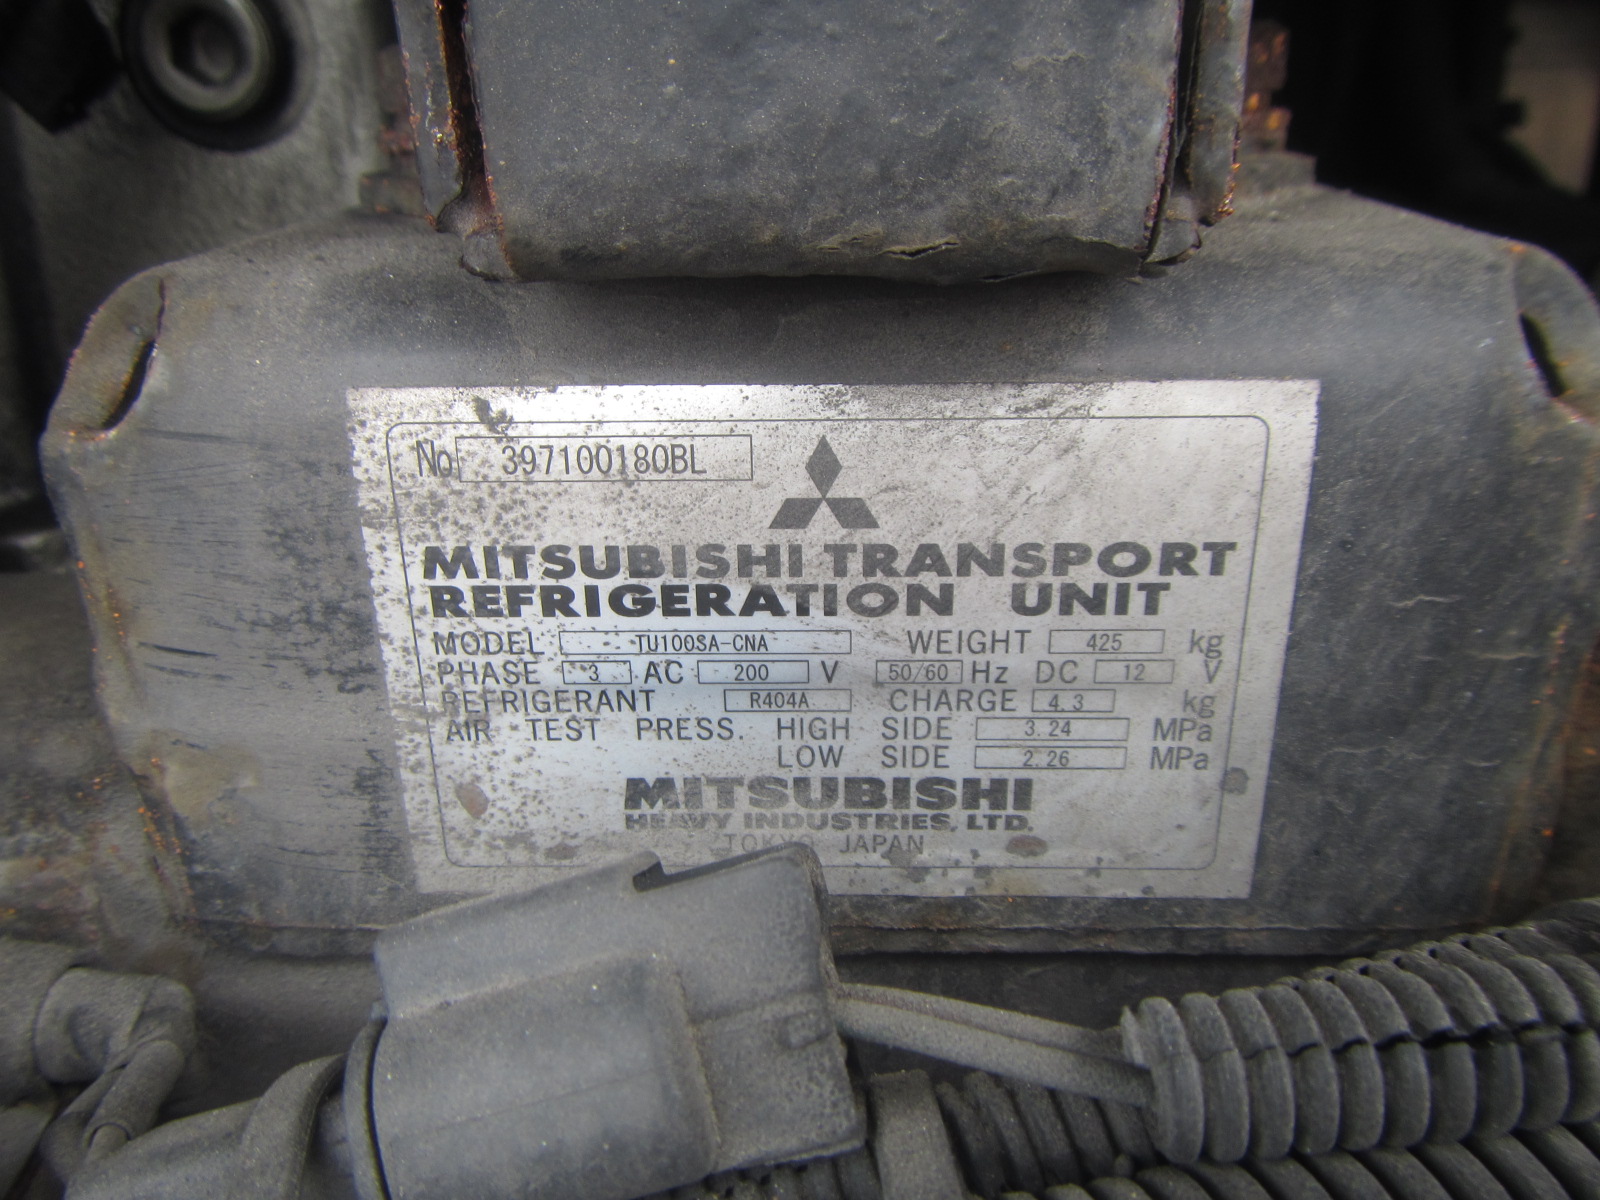 No 397100180BL
MITSUBISHI TRANSPORT
REFRIGERATION UNIT
MODEL TU100SA-CNA WEIGHT 425 kg
PHASE 3 AC 200 V 50/60 Hz DC 12 V
REFRIGERANT R404A CHARGE 4.3 kg
AIR TEST PRESS. HIGH SIDE 3.24 MPa
LOW SIDE 2.26 MPa
MITSUBISHI
HEAVY INDUSTRIES, LTD.
TOKYO JAPAN